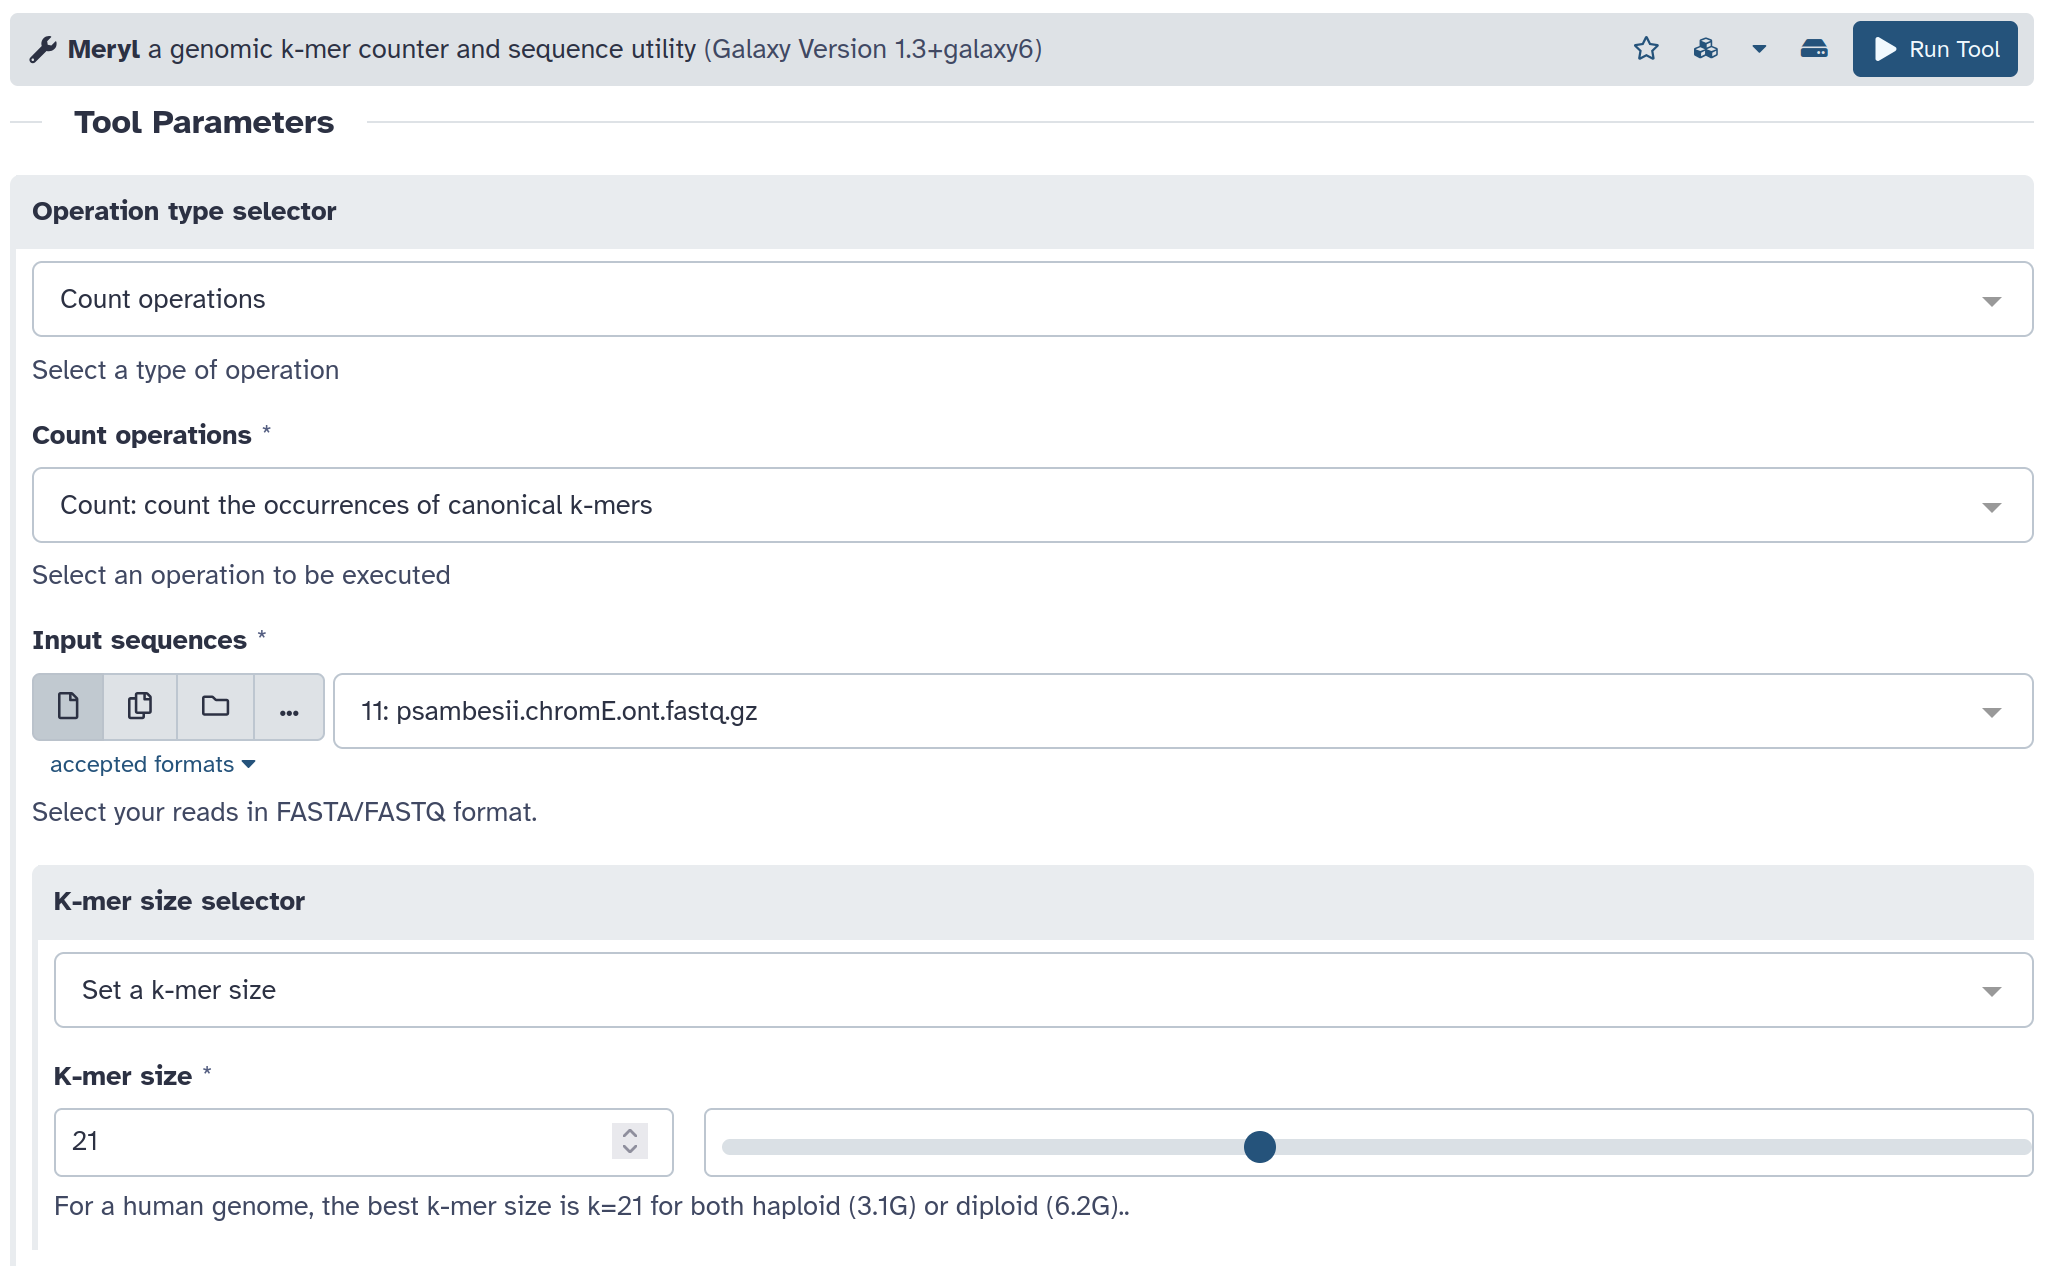 Meryl a genomic k-mer counter and sequence utility (Galaxy Version 1.3+galaxy6)
Run Tool
Tool Parameters
Operation type selector
Count operations
Select a type of operation
Count operations *
Count: count the occurrences of canonical k-mers
Select an operation to be executed
Input sequences *
... 11: psambesii.chromE.ont.fastq.gz
accepted formats
Select your reads in FASTA/FASTQ format.
K-mer size selector
Set a k-mer size
K-mer size *
21
For a human genome, the best k-mer size is k=21 for both haploid (3.1G) or diploid (6.2G)..